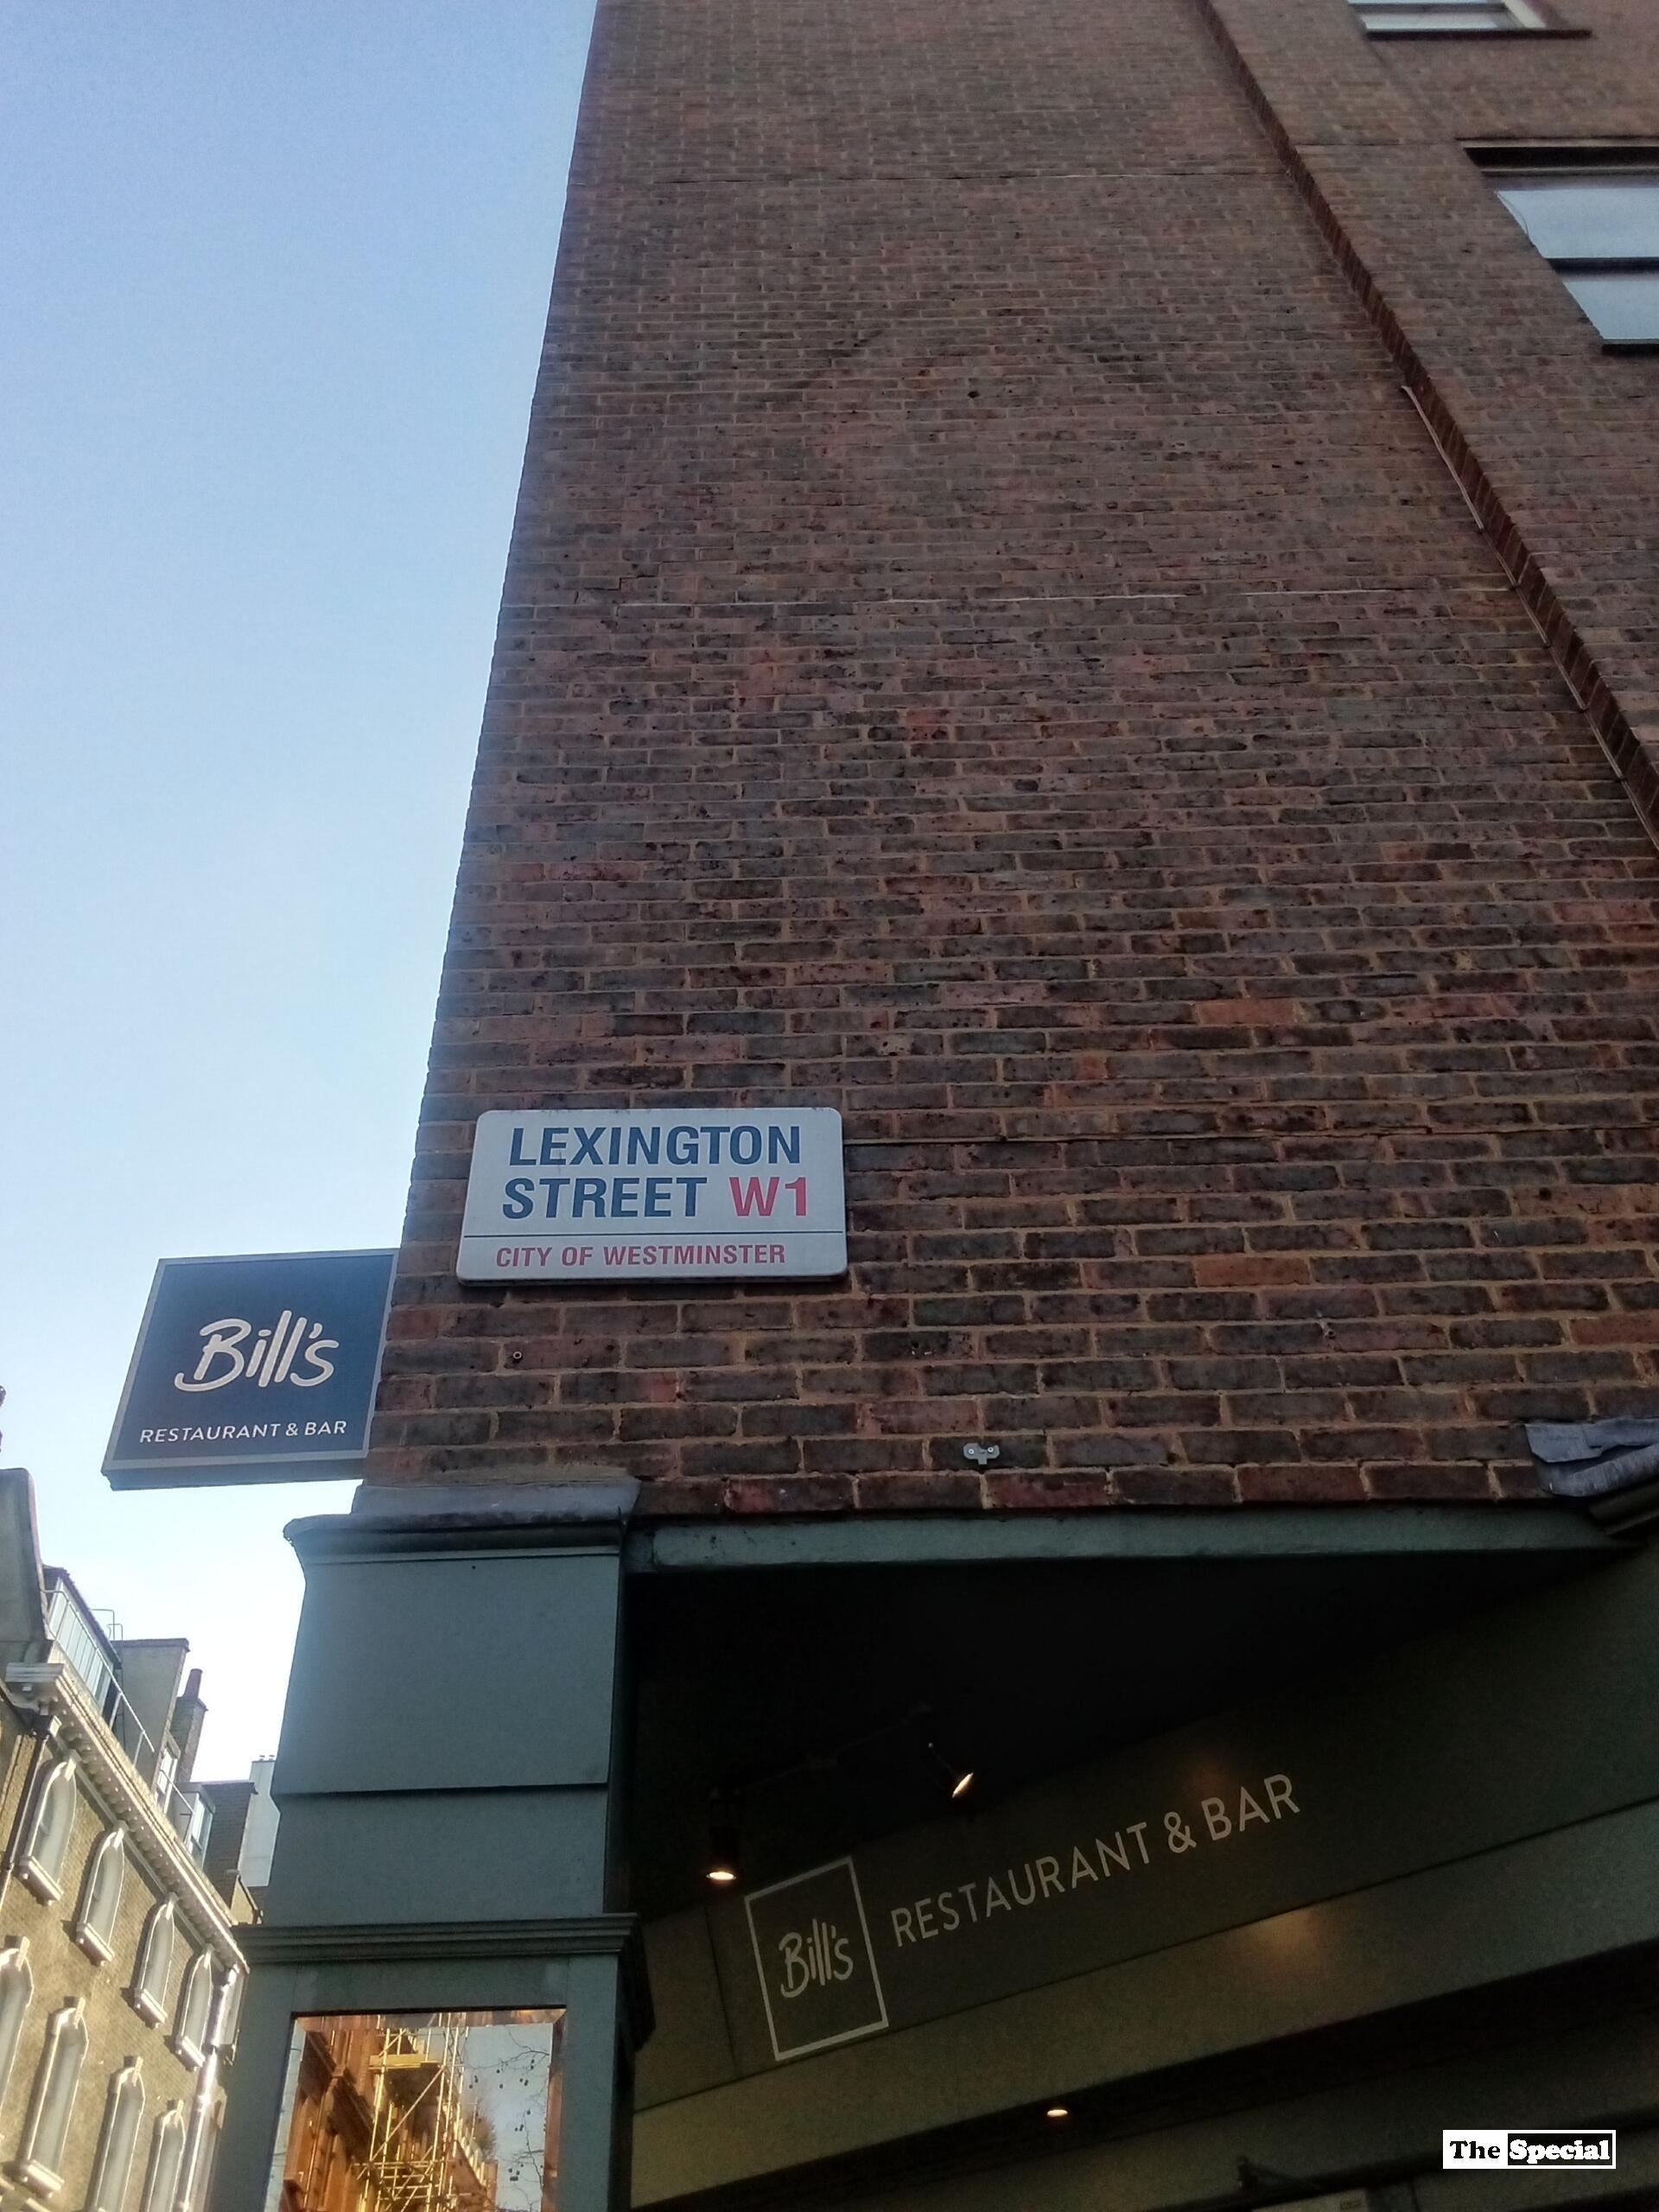 LEXINGTON
STREET W1
CITY OF WESTMINSTER
Bill's
RESTAURANT & BAR
Bill's
RESTAURANT & BAR
The Special